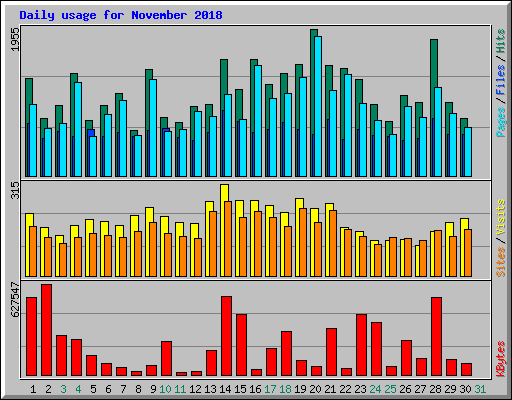 Daily usage for November 2018
1955
Pages / Files / Hits
315
Sites / Visits
627547
KBytes
1 2 3 4 5 6 7 8 9 10 11 12 13 14 15 16 17 18 19 20 21 22 23 24 25 26 27 28 29 30 31